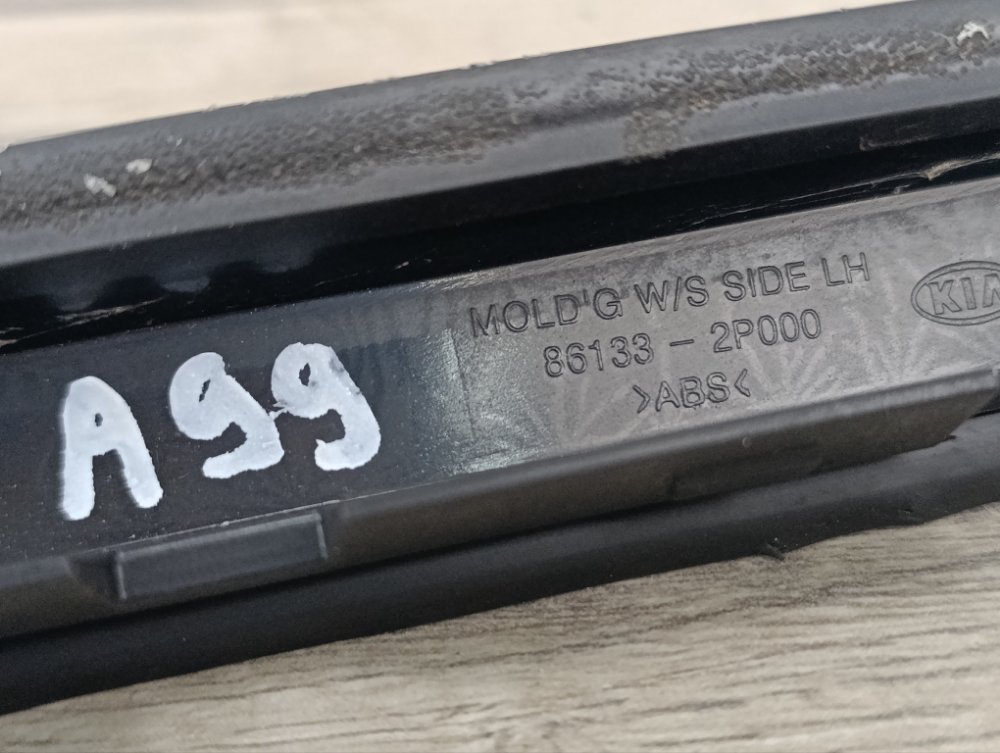 MOLD'G W/S SIDE LH
86133 - 2P000
>ABS<
KIA
A99